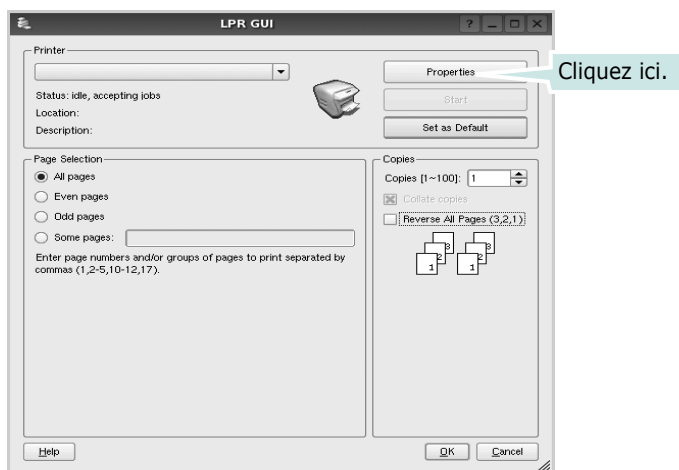 LPR GUI
Printer
Properties
Cliquez ici.
Status: idle, accepting jobs
Start
Location:
Description:
Set as Default
Page Selection
All pages
Even pages
Odd pages
Some pages:
Enter page numbers and/or groups of pages to print separated by
commas (1,2-5,10-12,17).
Copies
Copies [1~100]: 1
Collate copies
Reverse All Pages (3,2,1)
3 3
2 2
1 1
Help
OK
Cancel